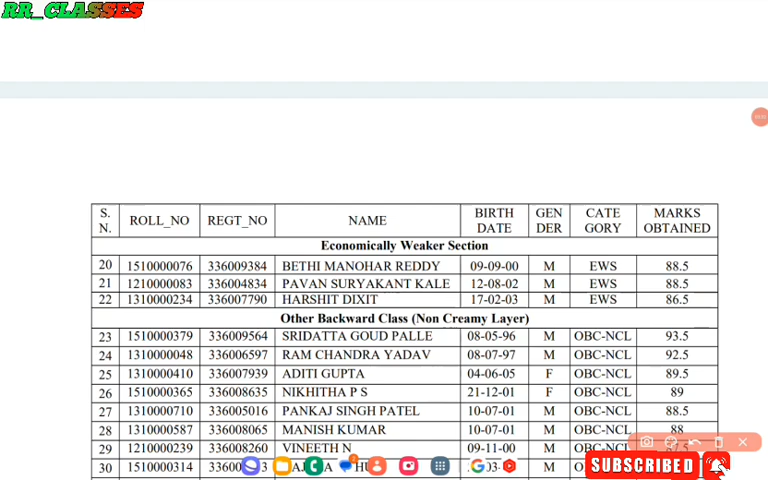 RR_CLASSES
S. N. ROLL_NO REGT_NO NAME BIRTH DATE GEN DER CATE GORY MARKS OBTAINED
Economically Weaker Section
20 1510000076 336009384 BETHI MANOHAR REDDY 09-09-00 M EWS 88.5
21 1210000083 336004834 PAVAN SURYAKANT KALE 12-08-02 M EWS 88.5
22 1310000234 336007790 HARSHIT DIXIT 17-02-03 M EWS 86.5
Other Backward Class (Non Creamy Layer)
23 1510000379 336009564 SRIDATTA GOUD PALLE 08-05-96 M OBC-NCL 93.5
24 1310000048 336006597 RAM CHANDRA YADAV 08-07-97 M OBC-NCL 92.5
25 1310000410 336007939 ADITI GUPTA 04-06-05 F OBC-NCL 89.5
26 1510000365 336008635 NIKHITHA P S 21-12-01 F OBC-NCL 89
27 1310000710 336005016 PANKAJ SINGH PATEL 10-07-01 M OBC-NCL 88.5
28 1310000587 336008065 MANISH KUMAR 10-07-01 M OBC-NCL 88
29 1210000239 336008260 VINEETH N 09-11-00 M
30 1510000314 M
SUBSCRIBED